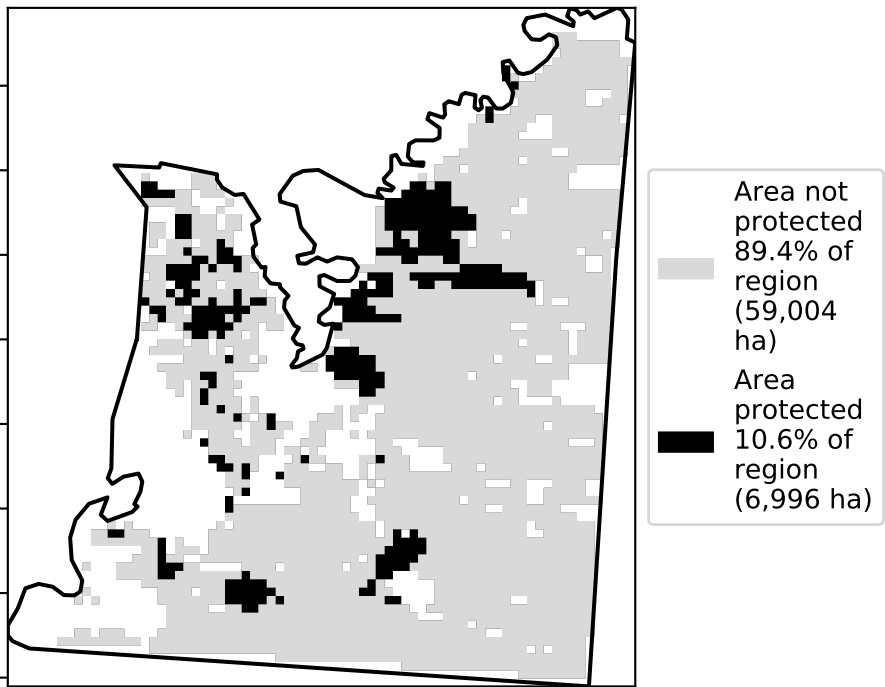 Area not
protected
89.4% of
region
(59,004
ha)
Area
protected
10.6% of
region
(6,996 ha)